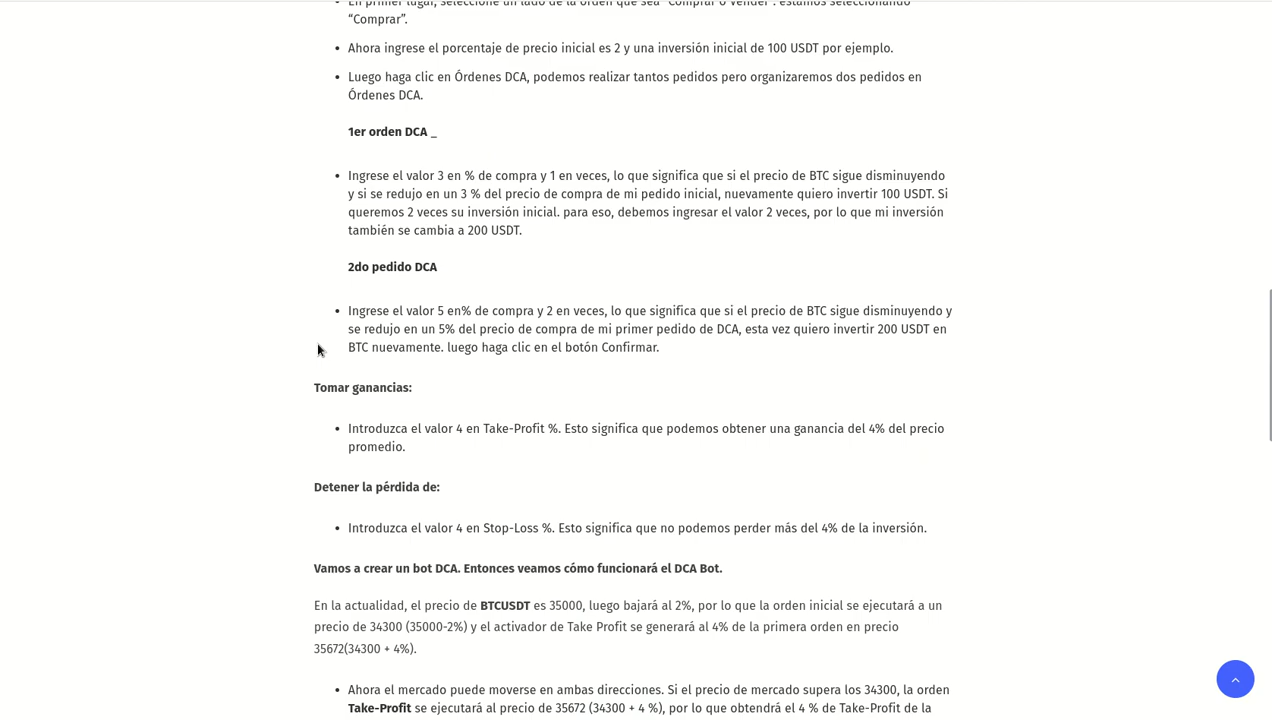 En primer lugar, seleccione un lado de la orden que sea "Comprar o Vender". estamos seleccionando
“Comprar”.
Ahora ingrese el porcentaje de precio inicial es 2 y una inversión inicial de 100 USDT por ejemplo.
Luego haga clic en Órdenes DCA, podemos realizar tantos pedidos pero organizaremos dos pedidos en
Órdenes DCA.
1er orden DCA _
Ingrese el valor 3 en % de compra y 1 en veces, lo que significa que si el precio de BTC sigue disminuyendo
y si se redujo en un 3 % del precio de compra de mi pedido inicial, nuevamente quiero invertir 100 USDT. Si
queremos 2 veces su inversión inicial. para eso, debemos ingresar el valor 2 veces, por lo que mi inversión
también se cambia a 200 USDT.
2do pedido DCA
Ingrese el valor 5 en% de compra y 2 en veces, lo que significa que si el precio de BTC sigue disminuyendo y
se redujo en un 5% del precio de compra de mi primer pedido de DCA, esta vez quiero invertir 200 USDT en
BTC nuevamente. luego haga clic en el botón Confirmar.
Tomar ganancias:
Introduzca el valor 4 en Take-Profit %. Esto significa que podemos obtener una ganancia del 4% del precio
promedio.
Detener la pérdida de:
Introduzca el valor 4 en Stop-Loss %. Esto significa que no podemos perder más del 4% de la inversión.
Vamos a crear un bot DCA. Entonces veamos cómo funcionará el DCA Bot.
En la actualidad, el precio de BTCUSDT es 35000, luego bajará al 2%, por lo que la orden inicial se ejecutará a un
precio de 34300 (35000-2%) y el activador de Take Profit se generará al 4% de la primera orden en precio
35672(34300 + 4%).
Ahora el mercado puede moverse en ambas direcciones. Si el precio de mercado supera los 34300, la orden
Take-Profit se ejecutará al precio de 35672 (34300 + 4 %), por lo que obtendrá el 4 % de Take-Profit de la